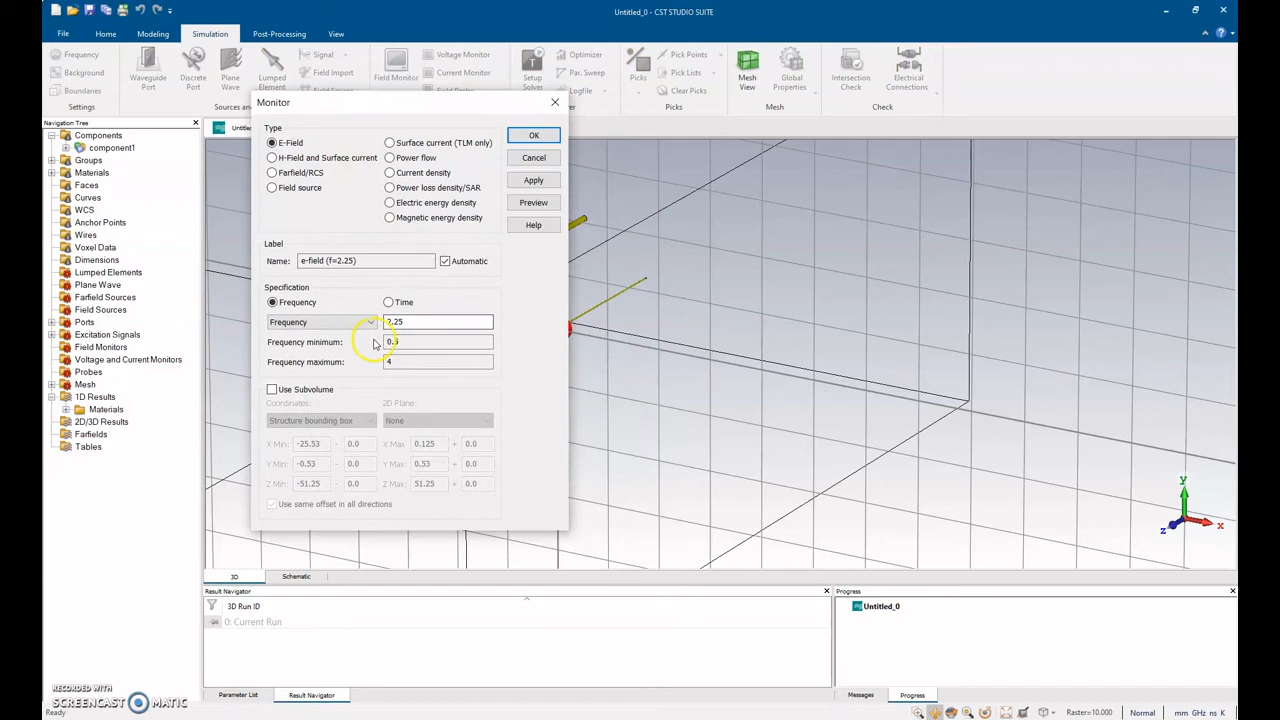 Untitled_0 - CST STUDIO SUITE
File Home Modeling Simulation Post-Processing View
Frequency
Background
Boundaries
Settings
Waveguide Port
Discrete Port
Plane Wave
Lumped Element
Signal
Field Import
Sources and
Field Monitor
Voltage Monitor
Current Monitor
Setup Solver
Optimizer
Par. Sweep
Logfile
Picks
Pick Points
Pick Lists
Clear Picks
Picks
Mesh View
Global Properties
Mesh
Intersection Check
Electrical Connections
Check
Navigation Tree
Components
component1
Groups
Materials
Faces
Curves
WCS
Anchor Points
Wires
Voxel Data
Dimensions
Lumped Elements
Plane Wave
Farfield Sources
Field Sources
Ports
Excitation Signals
Field Monitors
Voltage and Current Monitors
Probes
Mesh
1D Results
Materials
2D/3D Results
Farfields
Tables
Monitor
Type
E-Field
H-Field and Surface current
Farfield/RCS
Field source
Surface current (TLM only)
Power flow
Current density
Power loss density/SAR
Electric energy density
Magnetic energy density
OK
Cancel
Apply
Preview
Help
Label
Name: e-field (f=2.25) Automatic
Specification
Frequency Time
Frequency 2.25
Frequency minimum: 0.5
Frequency maximum: 4
Use Subvolume
Coordinates: 2D Plane:
Structure bounding box None
X Min: -25.53 - 0.0 X Max 0.125 + 0.0
Y Min: -0.53 - 0.0 Y Max: 0.53 + 0.0
Z Min: -51.25 - 0.0 Z Max: 51.25 + 0.0
Use same offset in all directions
y
z
x
3D Schematic
Result Navigator
3D Run ID
0: Current Run
Parameter List Result Navigator
Progress
Untitled_0
Messages Progress
RECORDED WITH
SCREENCAST MATIC
Ready
Raster=10.000 Normal mm GHz ns K